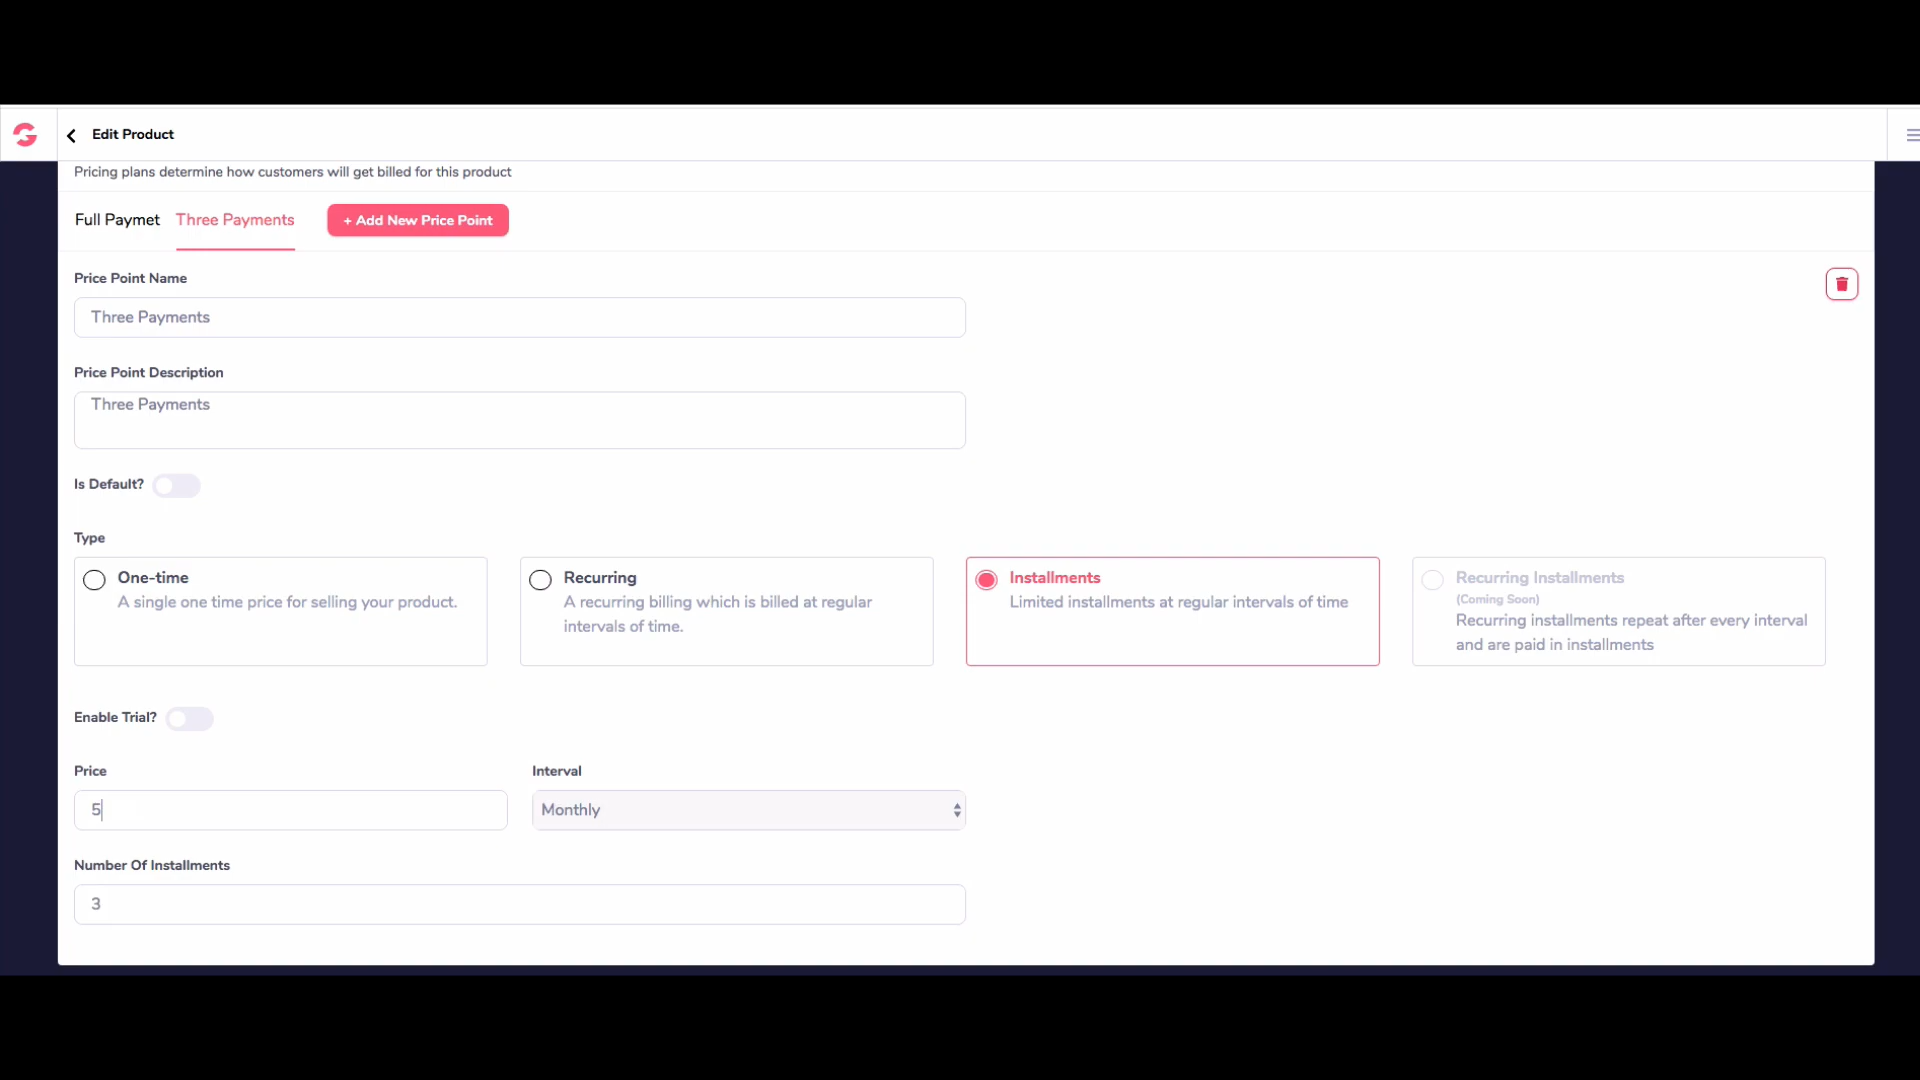 Edit Product
Pricing plans determine how customers will get billed for this product
Full Paymet Three Payments + Add New Price Point
Price Point Name
Three Payments
Price Point Description
Three Payments
Is Default?
Type
One-time
A single one time price for selling your product.
Recurring
A recurring billing which is billed at regular
intervals of time.
Installments
Limited installments at regular intervals of time
Recurring Installments
(Coming Soon)
Recurring installments repeat after every interval
and are paid in installments
Enable Trial?
Price
5
Interval
Monthly
Number Of Installments
3